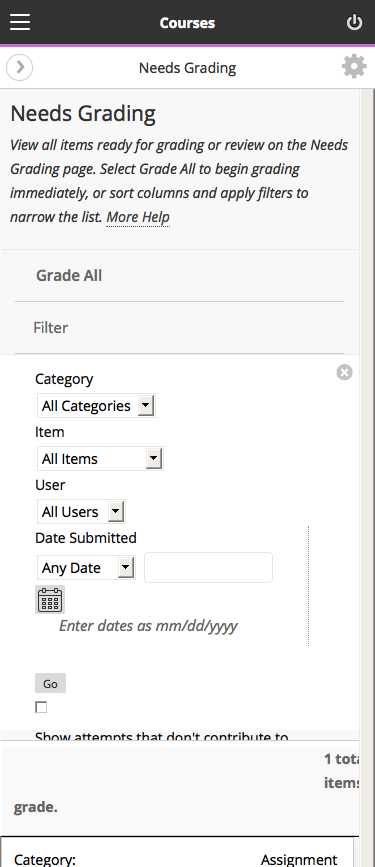 Courses
Needs Grading
Needs Grading
View all items ready for grading or review on the Needs
Grading page. Select Grade All to begin grading
immediately, or sort columns and apply filters to
narrow the list. More Help
Grade All
Filter
Category
All Categories
Item
All Items
User
All Users
Date Submitted
Any Date
Enter dates as mm/dd/yyyy
Go
Show attempts that don't contribute to
1 tota
items
grade.
Category: Assignment